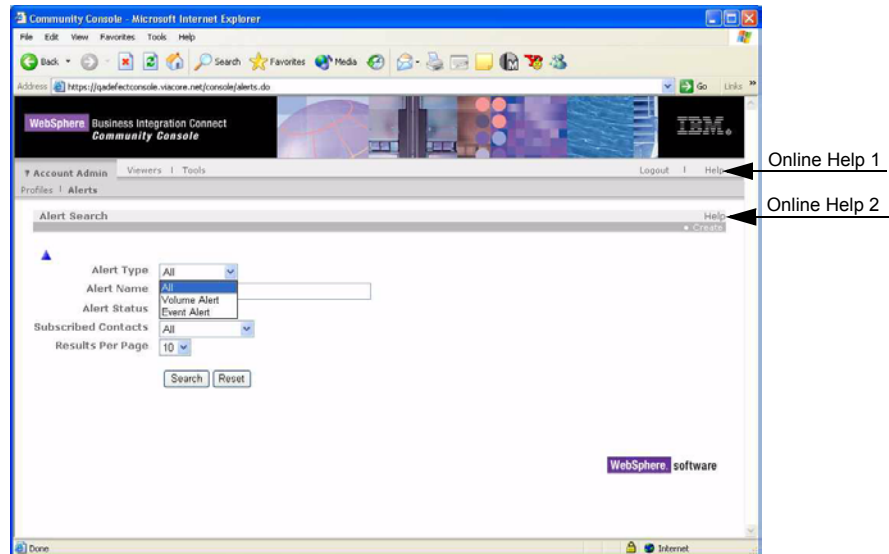 Community Console - Microsoft Internet Explorer
File Edit View Favorites Tools Help
Back Search Favorites Media
Address https://qadefectconsole.viacore.net/console/alerts.do Go Links »
WebSphere. Business Integration Connect
Community Console
IBM.
Account Admin Viewers | Tools Logout | Help
Online Help 1
Profiles | Alerts
Online Help 2
Alert Search Help
Create
Alert Type All
Alert Name All
Volume Alert
Alert Status Event Alert
Subscribed Contacts All
Results Per Page 10
Search Reset
WebSphere. software
Done Internet